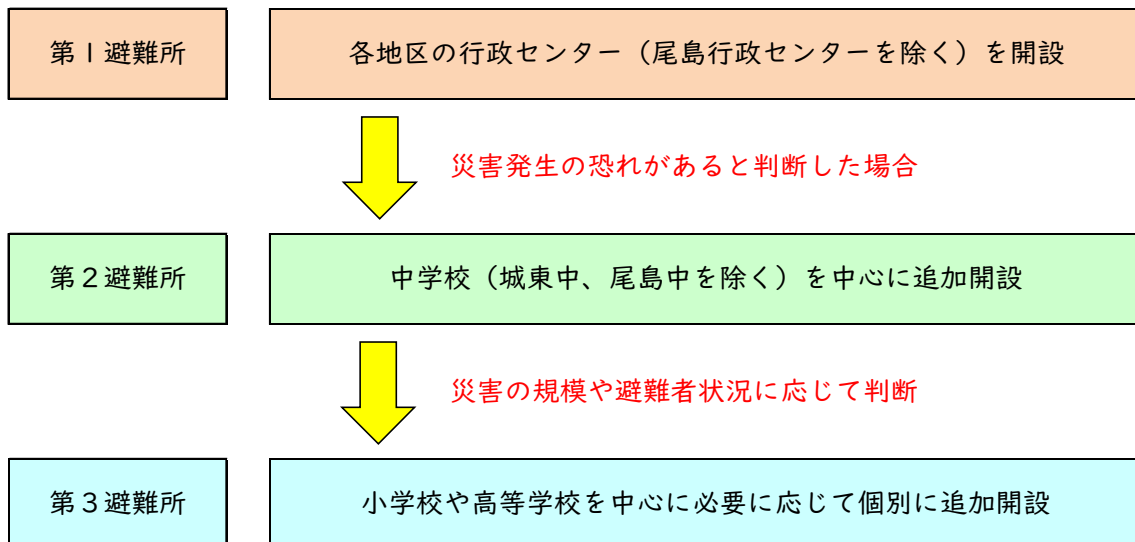 第1避難所
各地区の行政センター（尾島行政センターを除く）を開設
災害発生の恐れがあると判断した場合
第２避難所
中学校（城東中、尾島中を除く）を中心に追加開設
災害の規模や避難者状況に応じて判断
第３避難所
小学校や高等学校を中心に必要に応じて個別に追加開設